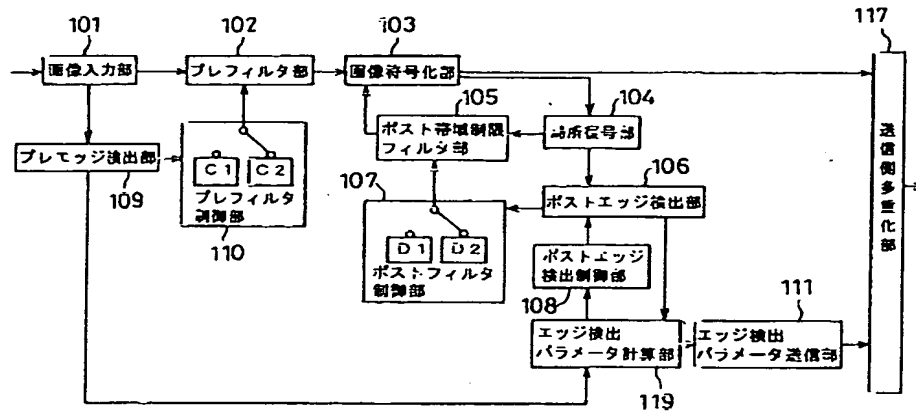 101
102
103
117
画像入力部
プレフィルタ部
画像符号化部
105
104
ポスト帯域制限
フィルタ部
局所復号部
プレエッジ検出部
109
C1
C2
プレフィルタ
制御部
110
107
106
ポストエッジ検出部
D1
D2
ポストフィルタ
制御部
ポストエッジ
検出制御部
108
111
エッジ検出
パラメータ計算部
119
エッジ検出
パラメータ送信部
送信側多重化部